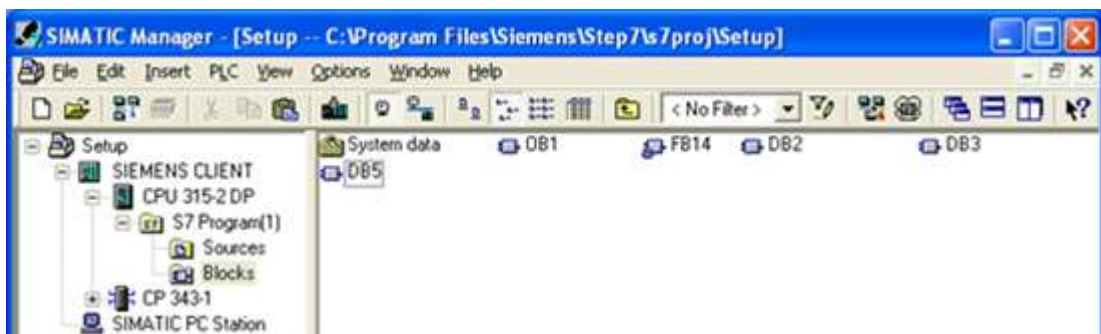 SIMATIC Manager - [Setup -- C:\Program Files\Siemens\Step7\s7proj\Setup]
File Edit Insert PLC View Options Window Help
< No Filter >
Setup
SIEMENS CLIENT
CPU 315-2 DP
S7 Program(1)
Sources
Blocks
CP 343-1
SIMATIC PC Station
System data OB1 FB14 DB2 DB3
DB5